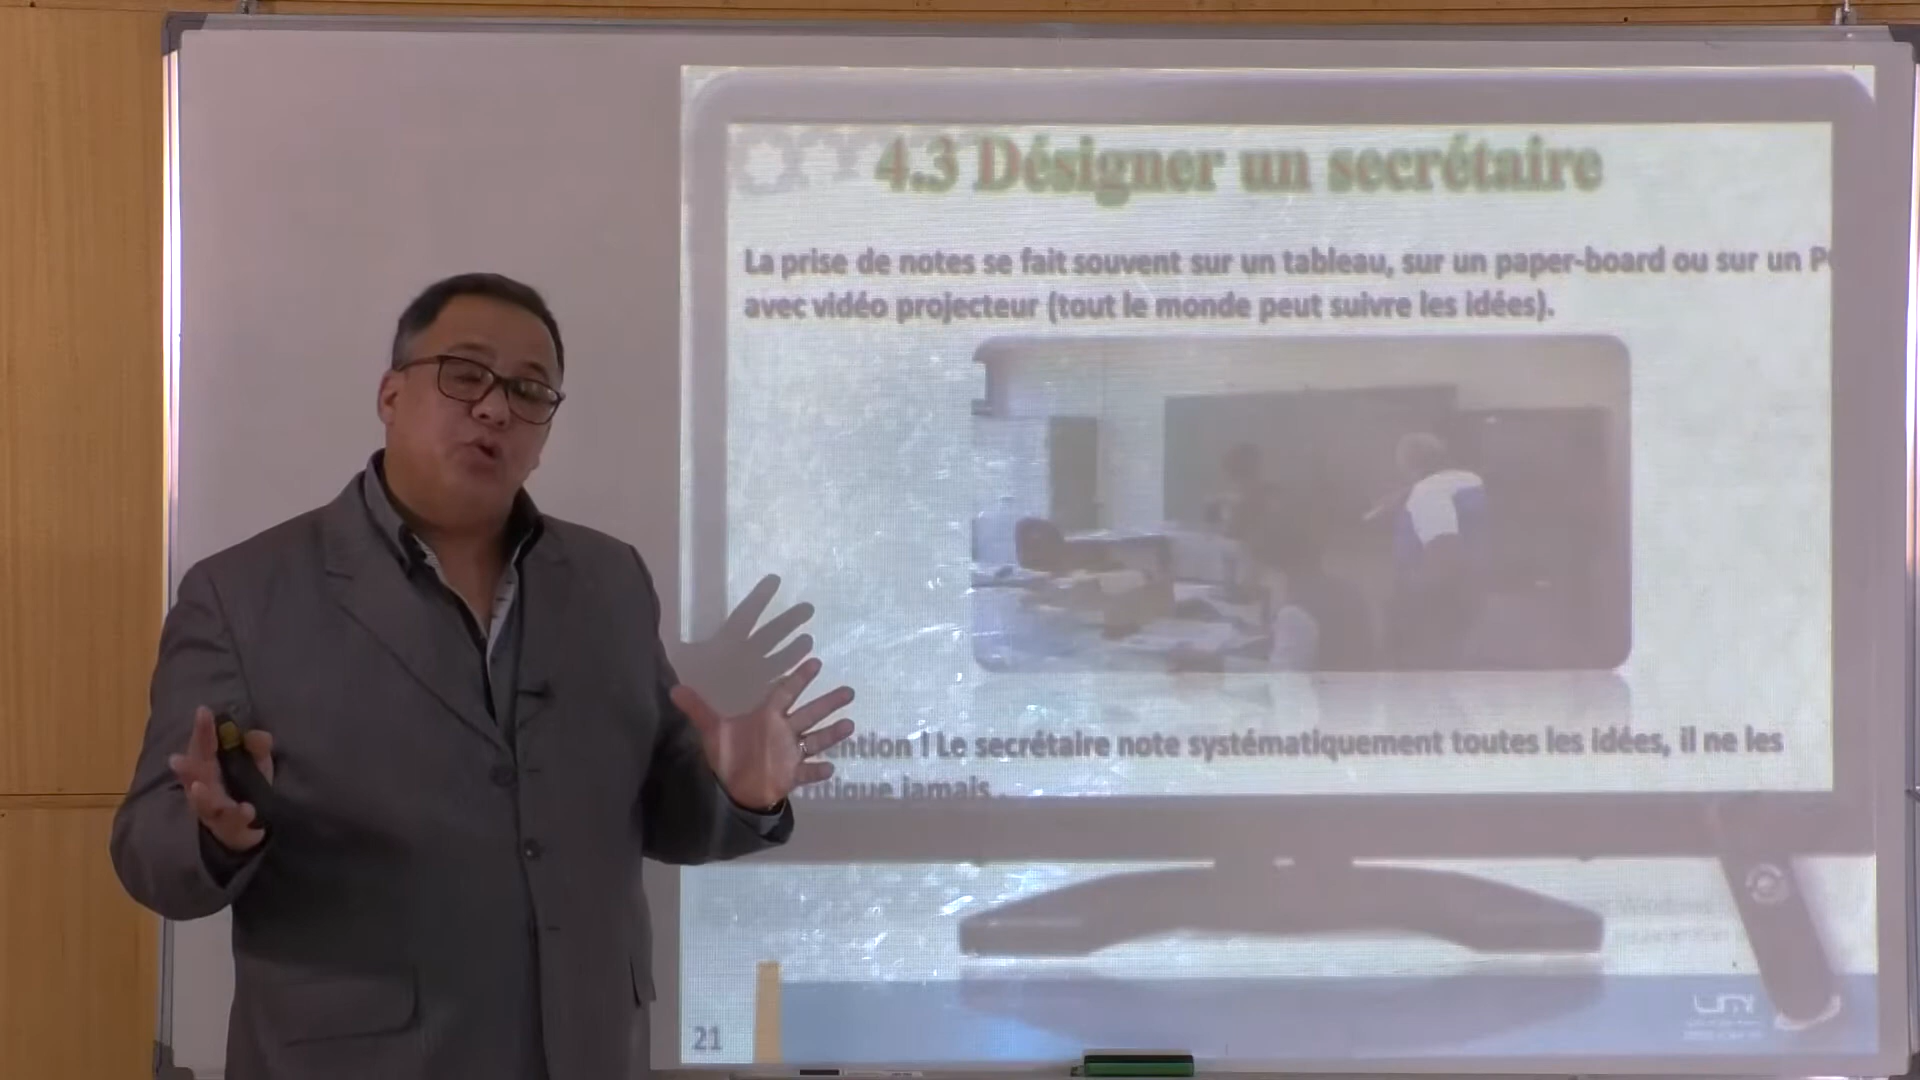 4.3 Désigner un secrétaire
La prise de notes se fait souvent sur un tableau, sur un paper-board ou sur un
avec vidéo projecteur (tout le monde peut suivre les idées).
! Le secrétaire note systématiquement toutes les idées, il ne les
jamais .
21